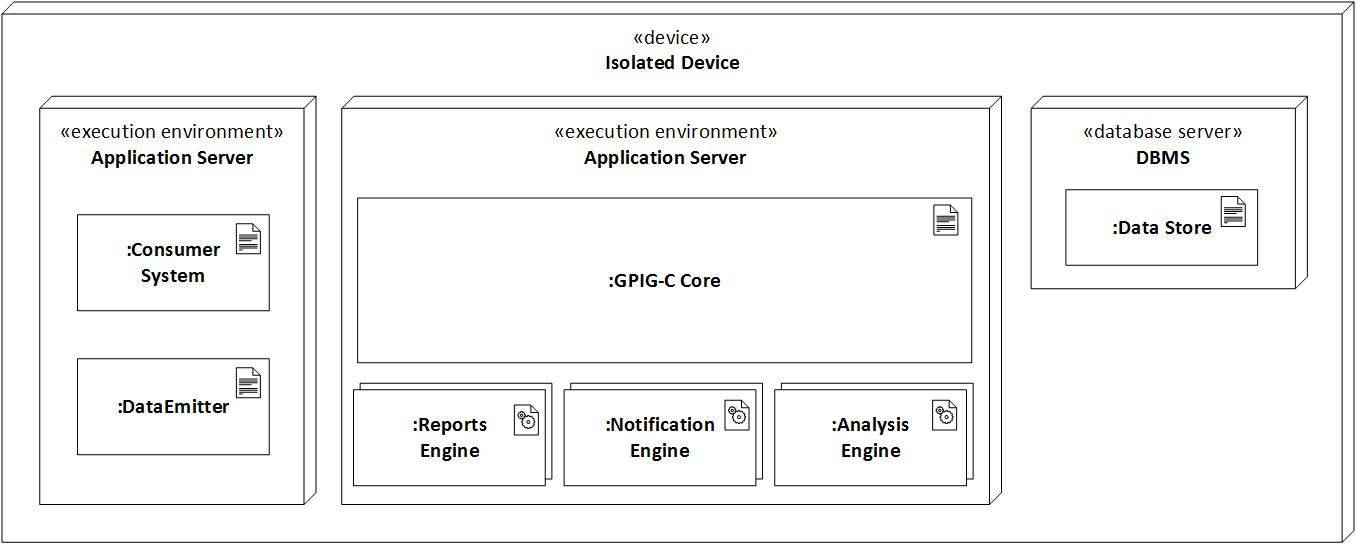 «device»
Isolated Device
«execution environment»
Application Server
:Consumer
System
:DataEmitter
«execution environment»
Application Server
:GPIG-C Core
:Reports
Engine
:Notification
Engine
:Analysis
Engine
«database server»
DBMS
:Data Store